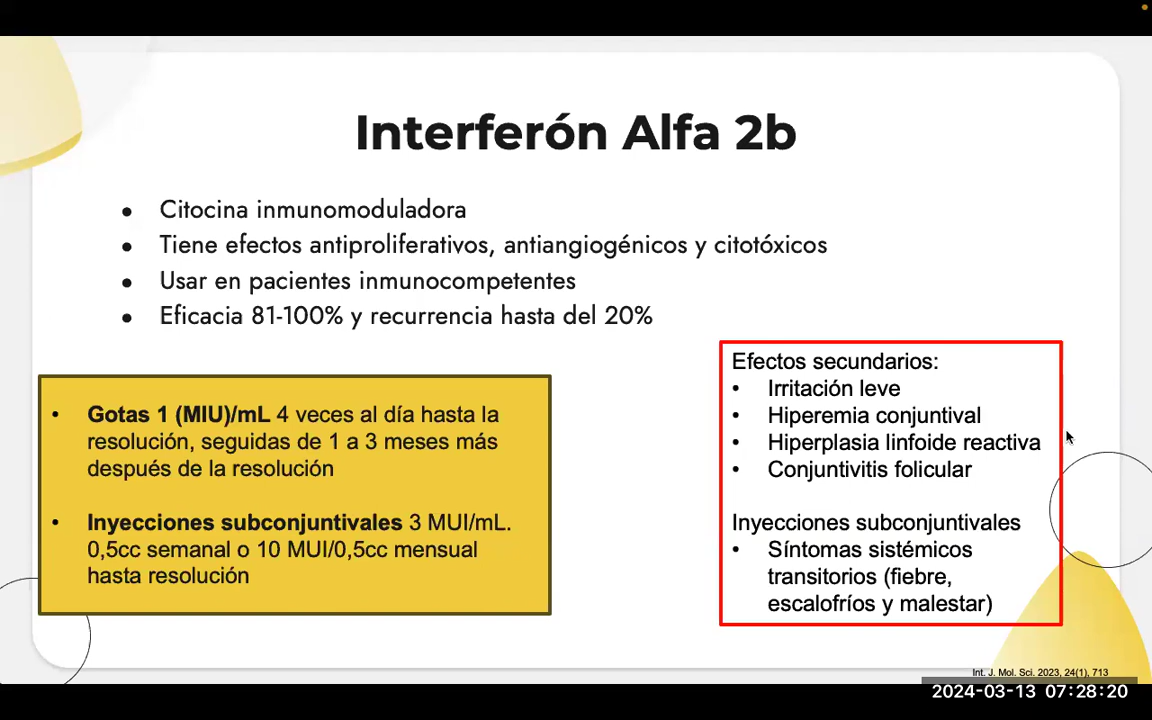 Interferón Alfa 2b
● Citocina inmunomoduladora
● Tiene efectos antiproliferativos, antiangiogénicos y citotóxicos
● Usar en pacientes inmunocompetentes
● Eficacia 81-100% y recurrencia hasta del 20%
• Gotas 1 (MIU)/mL 4 veces al día hasta la
resolución, seguidas de 1 a 3 meses más
después de la resolución
• Inyecciones subconjuntivales 3 MUI/mL.
0,5cc semanal o 10 MUI/0,5cc mensual
hasta resolución
Efectos secundarios:
• Irritación leve
• Hiperemia conjuntival
• Hiperplasia linfoide reactiva
• Conjuntivitis folicular
Inyecciones subconjuntivales
• Síntomas sistémicos
transitorios (fiebre,
escalofríos y malestar)
Int. J. Mol. Sci. 2023, 24(1), 713
2024-03-13 07:28:20